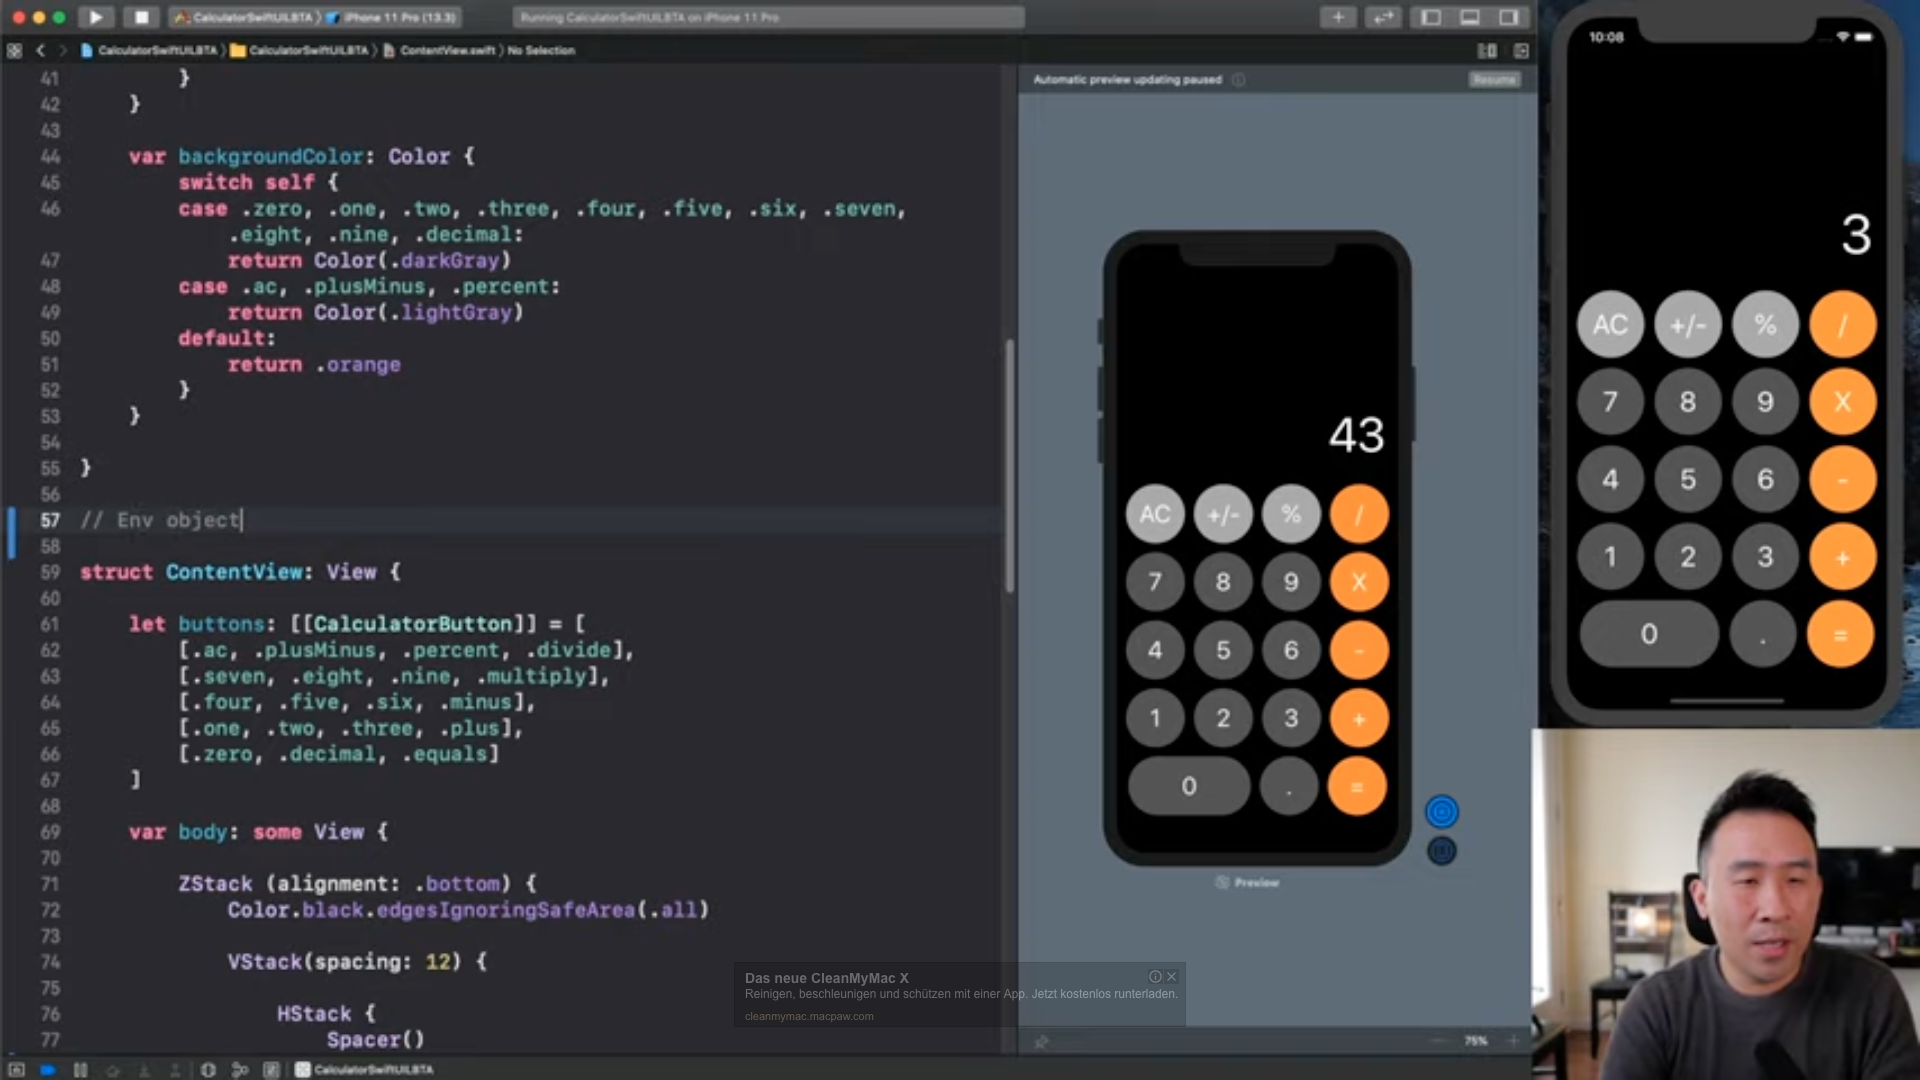 CalculatorSwiftUILBTA
iPhone 11 Pro (13.3)
Running CalculatorSwiftUILBTA on iPhone 11 Pro
CalculatorSwiftUILBTA
CalculatorSwiftUILBTA
ContentView.swift
No Selection
41 }
42 }
43
44 var backgroundColor: Color {
45 switch self {
46 case .zero, .one, .two, .three, .four, .five, .six, .seven,
.eight, .nine, .decimal:
47 return Color(.darkGray)
48 case .ac, .plusMinus, .percent:
49 return Color(.lightGray)
50 default:
51 return .orange
52 }
53 }
54
55 }
56
57 // Env object
58
59 struct ContentView: View {
60
61 let buttons: [[CalculatorButton]] = [
62 [.ac, .plusMinus, .percent, .divide],
63 [.seven, .eight, .nine, .multiply],
64 [.four, .five, .six, .minus],
65 [.one, .two, .three, .plus],
66 [.zero, .decimal, .equals]
67 ]
68
69 var body: some View {
70
71 ZStack (alignment: .bottom) {
72 Color.black.edgesIgnoringSafeArea(.all)
73
74 VStack(spacing: 12) {
75
76 HStack {
77 Spacer()
CalculatorSwiftUILBTA
Automatic preview updating paused
Resume
43
AC +/- % /
7 8 9 X
4 5 6 -
1 2 3 +
0 . =
Preview
75%
Das neue CleanMyMac X
Reinigen, beschleunigen und schützen mit einer App. Jetzt kostenlos runterladen.
cleanmymac.macpaw.com
10:08
3
AC +/- % /
7 8 9 X
4 5 6 -
1 2 3 +
0 . =